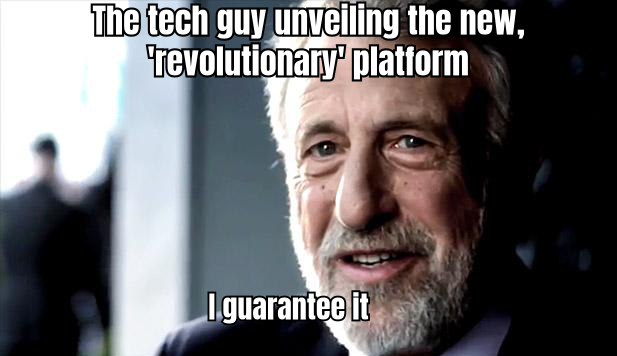 The tech guy unveiling the new,
'revolutionary' platform
I guarantee it